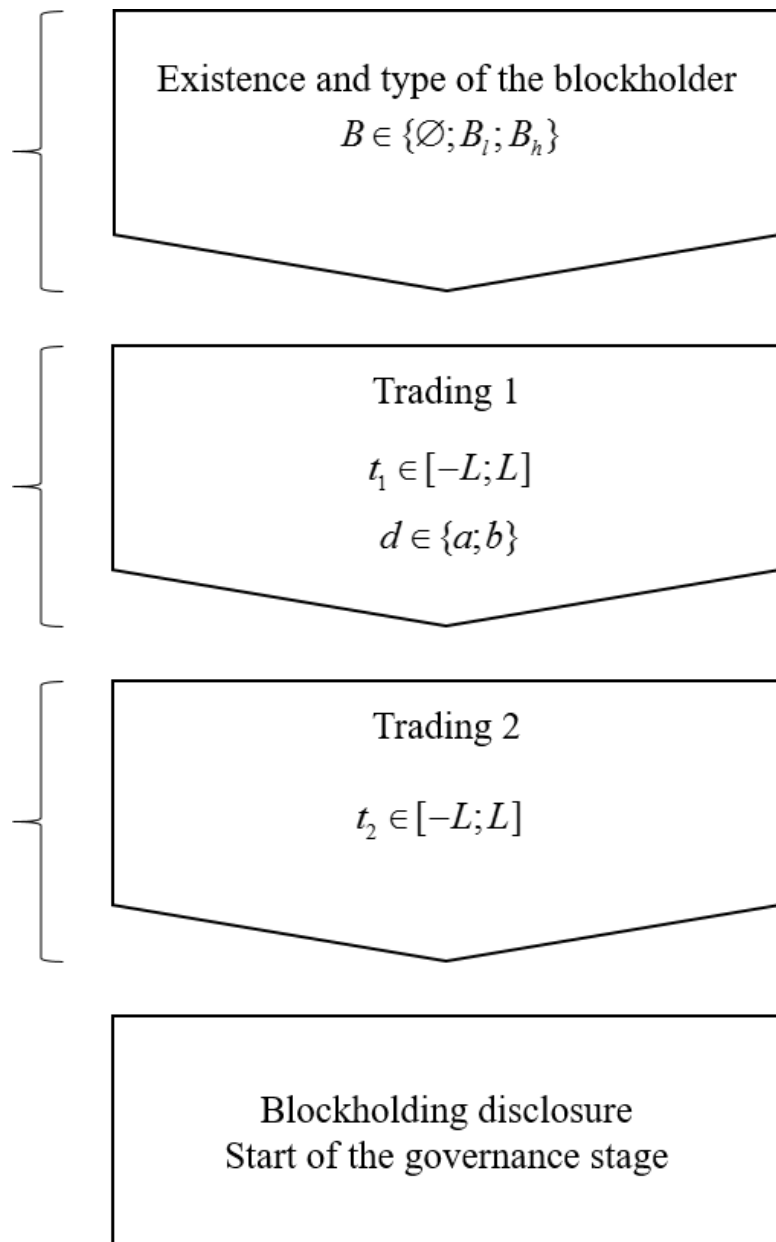 Existence and type of the blockholder
B ∈ {∅; B_l; B_h}
Trading 1
t_1 ∈ [−L; L]
d ∈ {a; b}
Trading 2
t_2 ∈ [−L; L]
Blockholding disclosure
Start of the governance stage